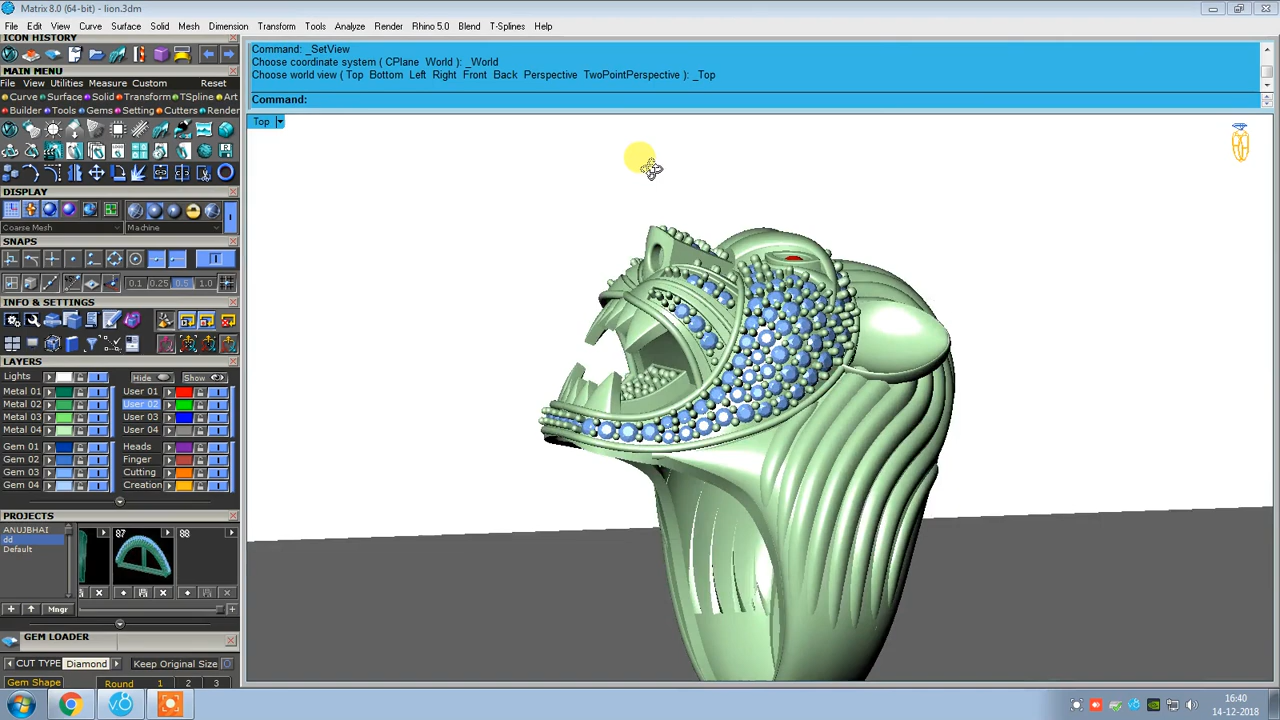 Matrix 8.0 (64-bit) - lion.3dm
File Edit View Curve Surface Solid Mesh Dimension Transform Tools Analyze Render Rhino 5.0 Blend T-Splines Help
ICON HISTORY
Command: _SetView
Choose coordinate system ( CPlane World ): _World
Choose world view ( Top Bottom Left Right Front Back Perspective TwoPointPerspective ): _Top
Command:
MAIN MENU
File View Utilities Measure Custom Reset
Curve Surface Solid Transform TSpline Art
Builder Tools Gems Setting Cutters Render
Top
DISPLAY
Coarse Mesh Machine
SNAPS
0.1 0.25 0.5 1.0
INFO & SETTINGS
LAYERS
Lights Hide Show
Metal 01 User 01
Metal 02 User 02
Metal 03 User 03
Metal 04 User 04
Gem 01 Heads
Gem 02 Finger
Gem 03 Cutting
Gem 04 Creation
PROJECTS
ANUJBHAI
dd
Default
87 88
Mngr
GEM LOADER
CUT TYPE Diamond Keep Original Size
Gem Shape Round 1 2 3
16:40
14-12-2018